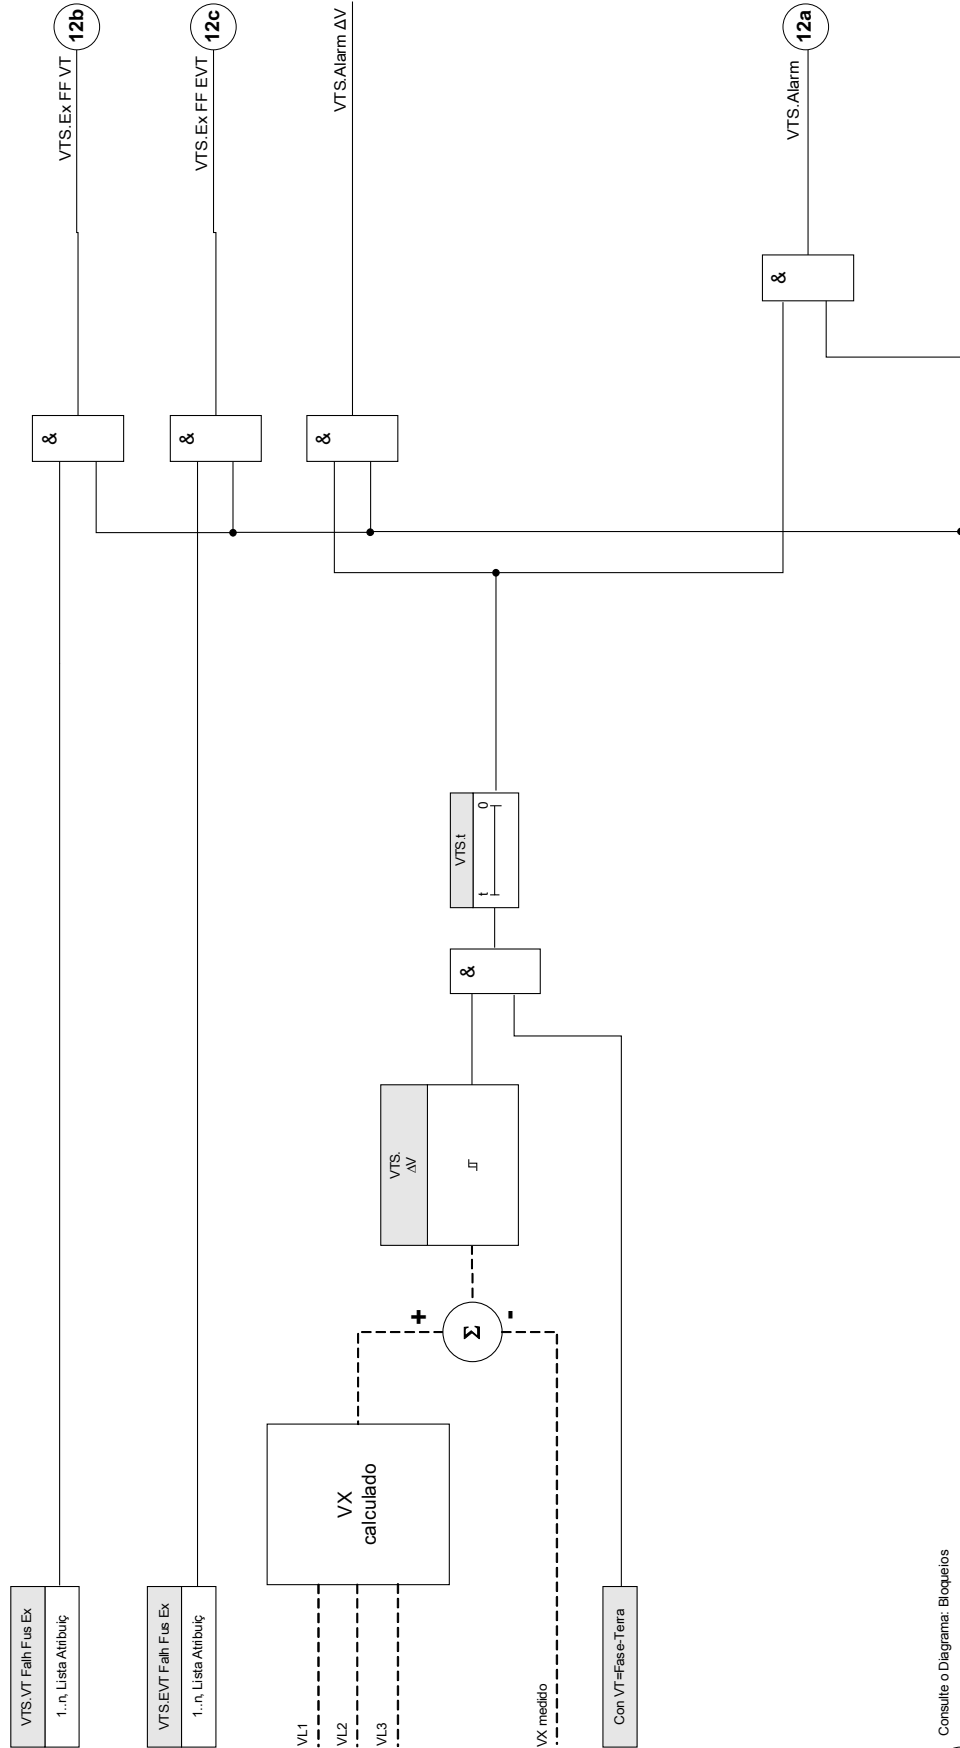 VTS.VT Falh Fus Ex
1..n, Lista Atribuiç
&
VTS.Ex FF VT
12b
VTS.EVT Falh Fus Ex
1..n, Lista Atribuiç
&
VTS.Ex FF EVT
12c
VL1
VL2
VL3
VX
calculado
+
Σ
-
VX medido
VTS.
ΔV
&
VTS.t
t
0
&
VTS.Alarm ΔV
Con VT=Fase-Terra
&
VTS.Alarm
12a
Consulte o Diagrama: Bloqueios